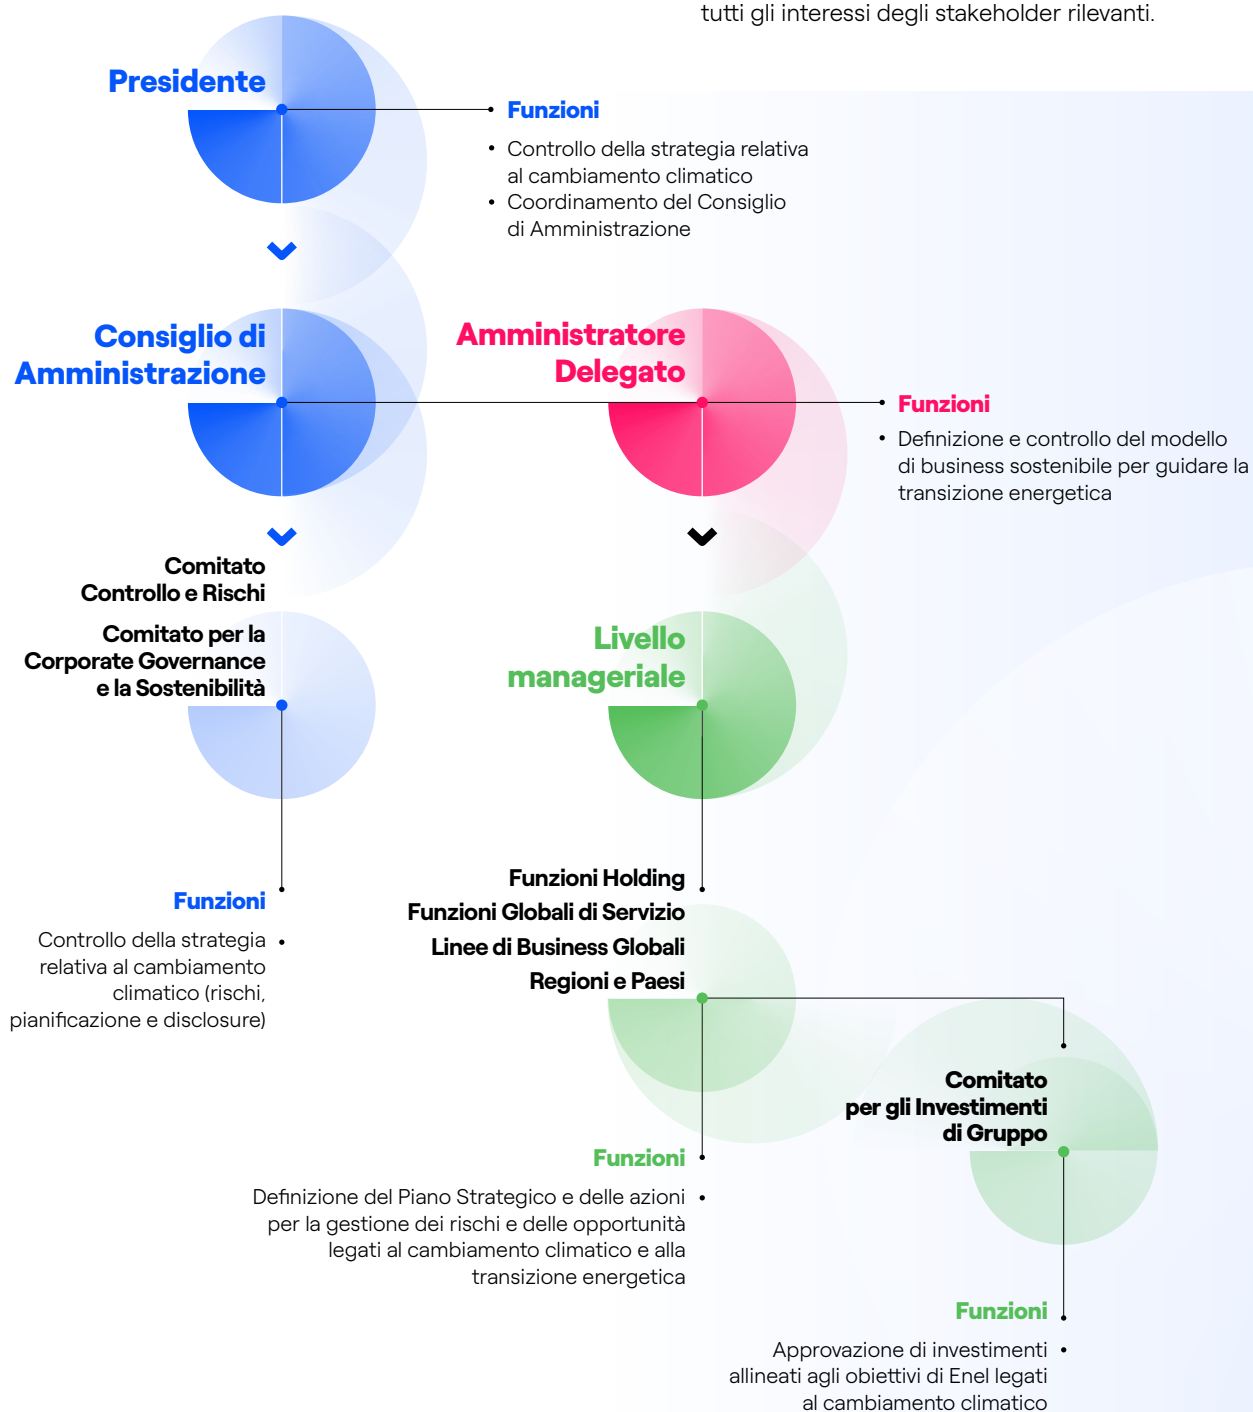 tutti gli interessi degli stakeholder rilevanti.
Presidente
Funzioni
• Controllo della strategia relativa
al cambiamento climatico
• Coordinamento del Consiglio
di Amministrazione
Consiglio di
Amministrazione
Amministratore
Delegato
Funzioni
• Definizione e controllo del modello
di business sostenibile per guidare la
transizione energetica
Comitato
Controllo e Rischi
Comitato per la
Corporate Governance
e la Sostenibilità
Livello
manageriale
Funzioni
Controllo della strategia •
relativa al cambiamento
climatico (rischi,
pianificazione e disclosure)
Funzioni Holding
Funzioni Globali di Servizio
Linee di Business Globali
Regioni e Paesi
Comitato
per gli Investimenti
di Gruppo
Funzioni
Definizione del Piano Strategico e delle azioni •
per la gestione dei rischi e delle opportunità
legati al cambiamento climatico e alla
transizione energetica
Funzioni
Approvazione di investimenti •
allineati agli obiettivi di Enel legati
al cambiamento climatico